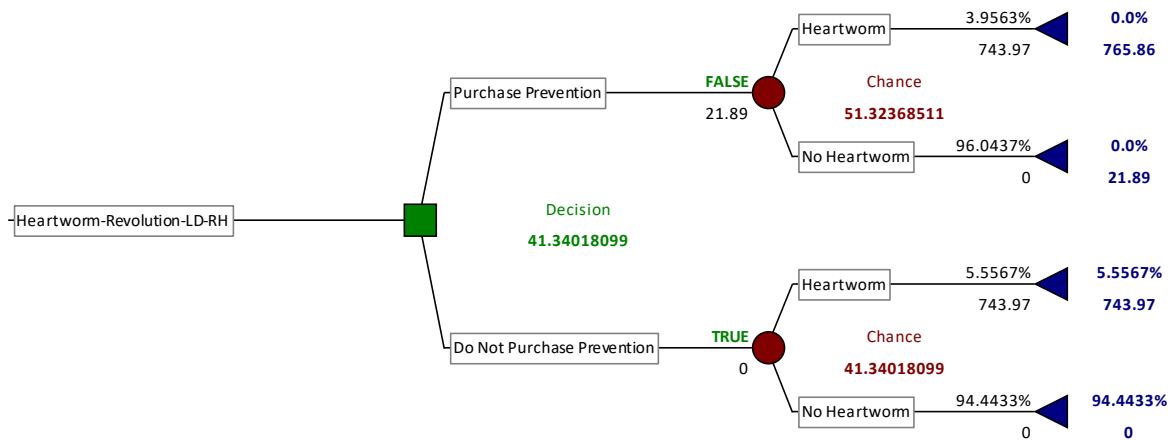 3.9563% 0.0%
Heartworm
743.97 765.86
FALSE Chance
Purchase Prevention
21.89 51.32368511
96.0437% 0.0%
No Heartworm
0 21.89
Decision
Heartworm-Revolution-LD-RH
41.34018099
5.5567% 5.5567%
Heartworm
743.97 743.97
TRUE Chance
Do Not Purchase Prevention
0 41.34018099
94.4433% 94.4433%
No Heartworm
0 0